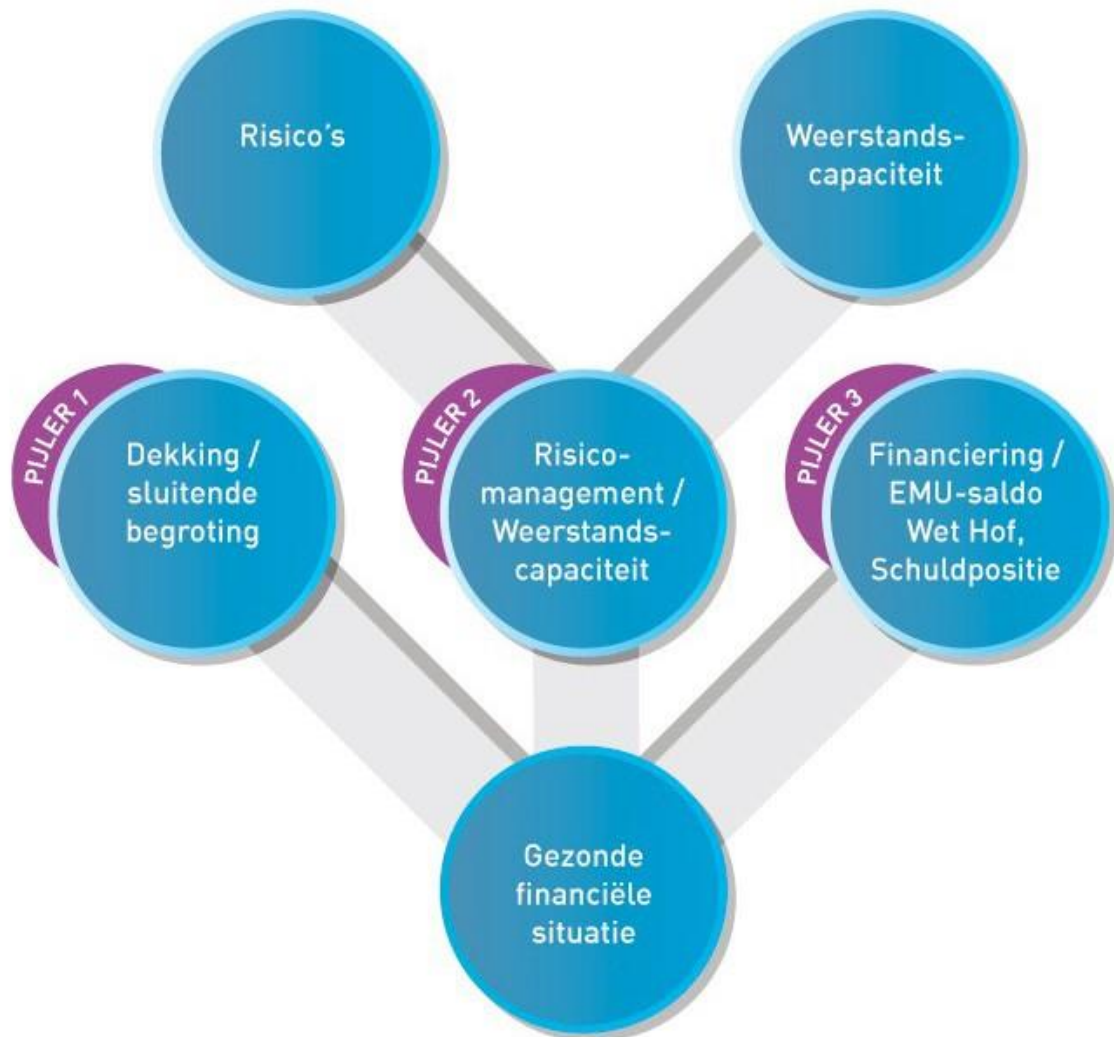 Risico's
Weerstands-
capaciteit
PIJLER 1
Dekking /
sluitende
begroting
PIJLER 2
Risico-
management /
Weerstands-
capaciteit
PIJLER 3
Financiering /
EMU-saldo
Wet Hof,
Schuldpositie
Gezonde
financiële
situatie